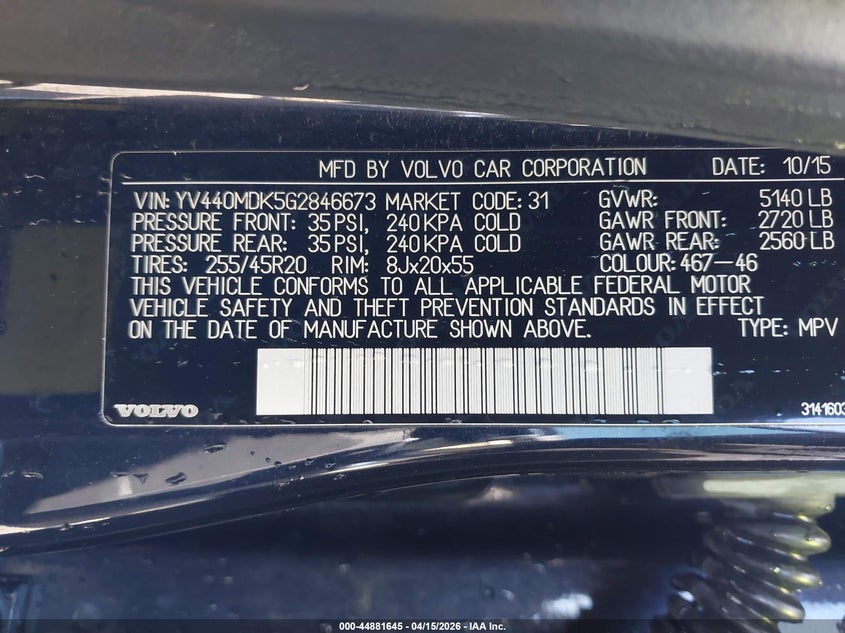 MFD BY VOLVO CAR CORPORATION DATE: 10/15
VIN: YV440MDK5G2846673 MARKET CODE: 31 GVWR: 5140 LB
PRESSURE FRONT: 35 PSI, 240 KPA COLD GAWR FRONT: 2720 LB
PRESSURE REAR: 35 PSI, 240 KPA COLD GAWR REAR: 2560 LB
TIRES: 255/45R20 RIM: 8Jx20x55 COLOUR: 467-46
THIS VEHICLE CONFORMS TO ALL APPLICABLE FEDERAL MOTOR
VEHICLE SAFETY AND THEFT PREVENTION STANDARDS IN EFFECT
ON THE DATE OF MANUFACTURE SHOWN ABOVE. TYPE: MPV
VOLVO 3141603
000-44881645 - 04/15/2026 - IAA Inc.